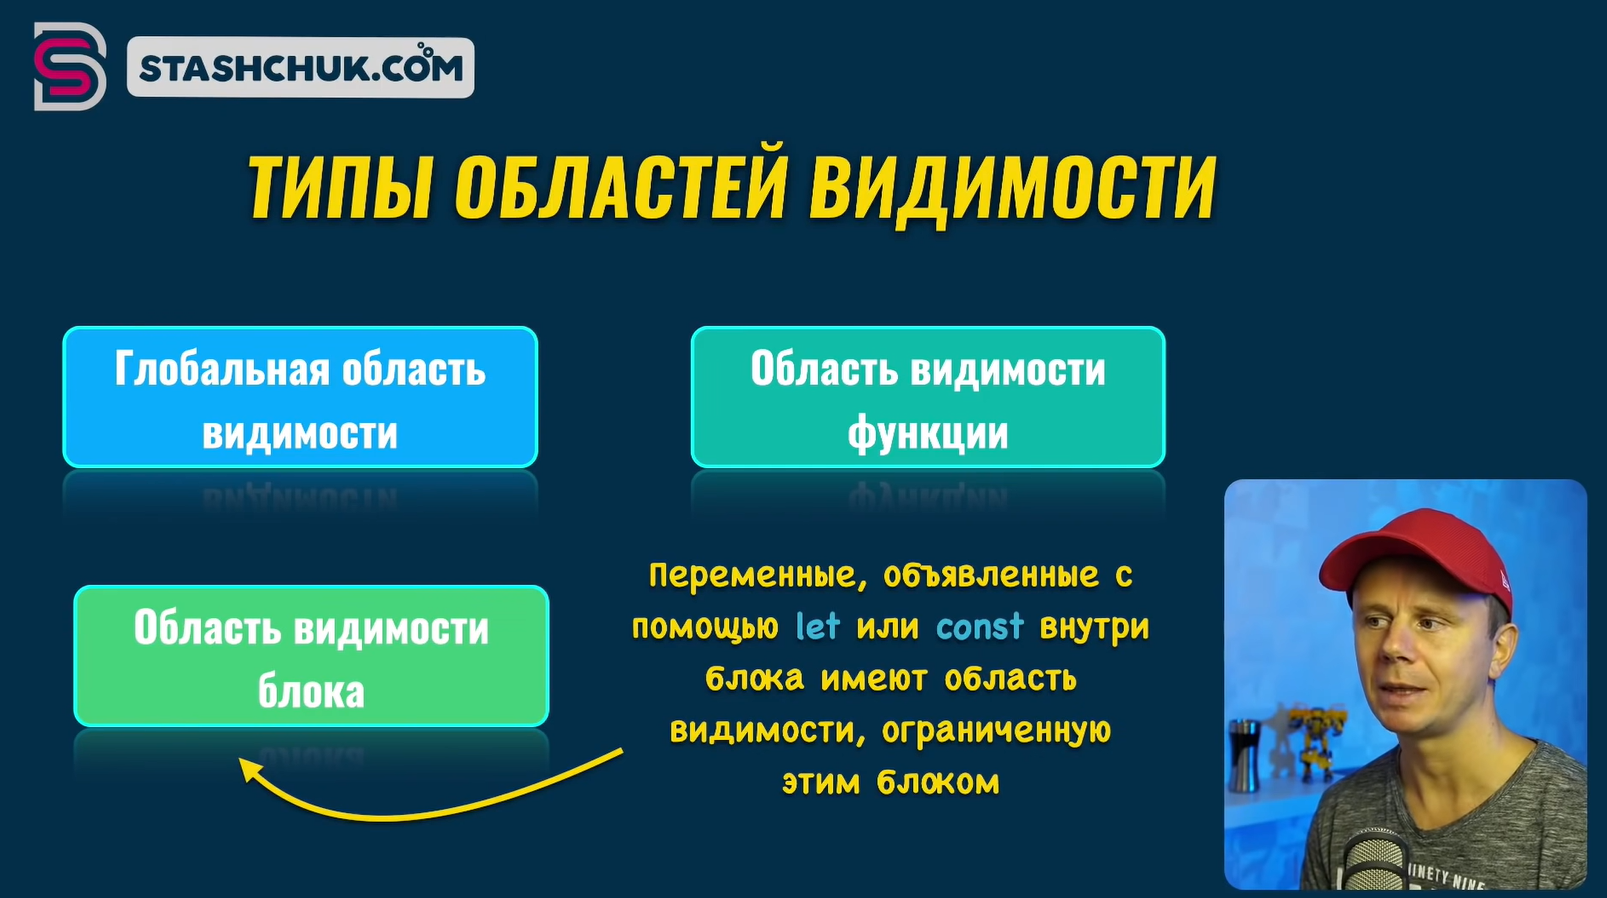 STASHCHUK.COM
ТИПЫ ОБЛАСТЕЙ ВИДИМОСТИ
Глобальная область
видимости
Область видимости
функции
Область видимости
блока
Переменные, объявленные с
помощью let или const внутри
блока имеют область
видимости, ограниченную
этим блоком
NINETY NINE